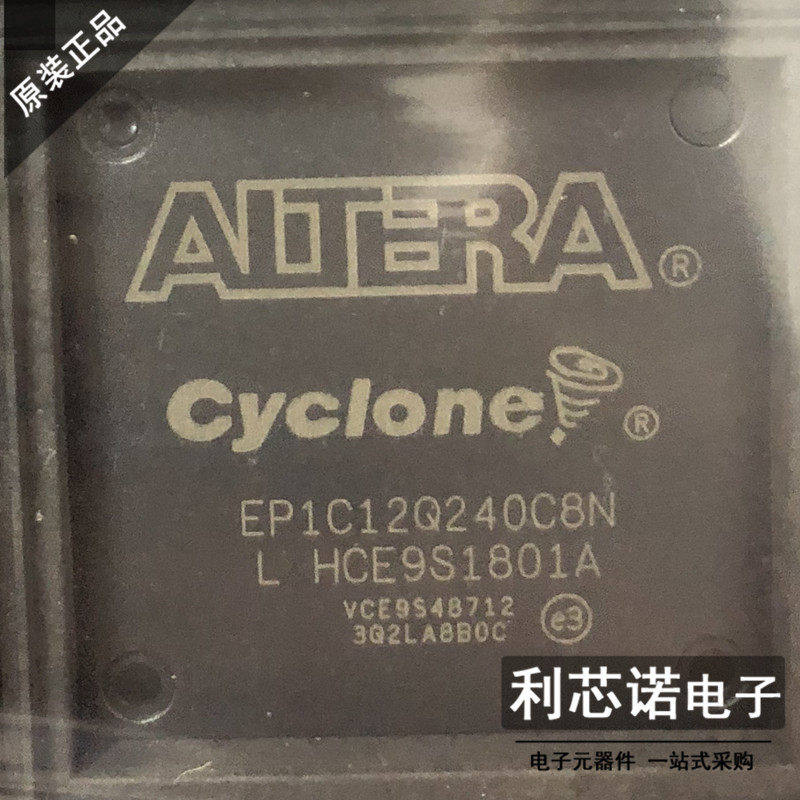 原装正品
ALTERA®
Cyclone®
EP1C12Q240C8N
L HCE9S1801A
VCE9S48712
3Q2LA8B0C e3
利芯诺电子
电子元器件 一站式采购